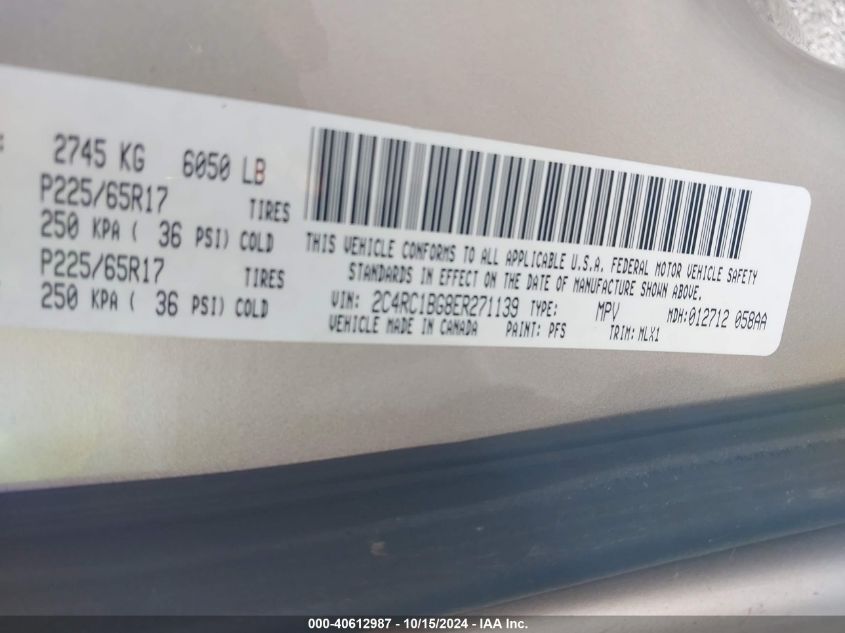 2745 KG 6050 LB
P225/65R17 TIRES
250 KPA ( 36 PSI) COLD
P225/65R17 TIRES
250 KPA ( 36 PSI) COLD
THIS VEHICLE CONFORMS TO ALL APPLICABLE U.S.A. FEDERAL MOTOR VEHICLE SAFETY
STANDARDS IN EFFECT ON THE DATE OF MANUFACTURE SHOWN ABOVE.
VIN: 2C4RC1BG8ER271139 TYPE: MPV MDH:012712 058AA
VEHICLE MADE IN CANADA PAINT: PFS TRIM: MLX1
000-40612987 - 10/15/2024 - IAA Inc.